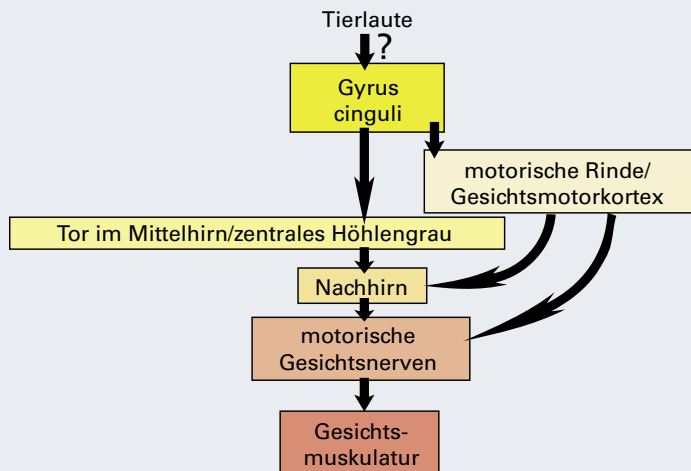 Tierlaute
?
Gyrus
cinguli
motorische Rinde/
Gesichtsmotorkortex
Tor im Mittelhirn/zentrales Höhlengrau
Nachhirn
motorische
Gesichtsnerven
Gesichts-
muskulatur